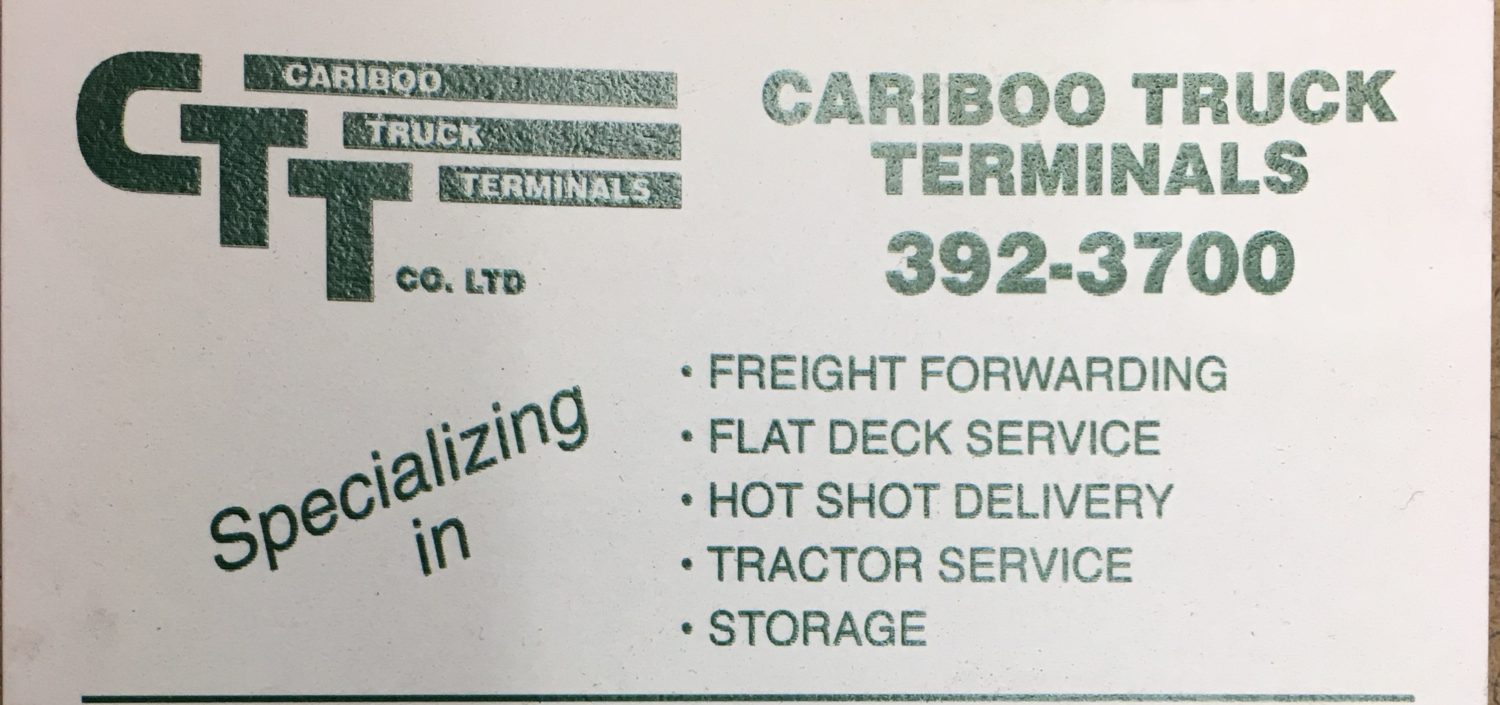 CTT
CARIBOO
TRUCK
TERMINALS
CO. LTD
CARIBOO TRUCK
TERMINALS
392-3700
Specializing
in
• FREIGHT FORWARDING
• FLAT DECK SERVICE
• HOT SHOT DELIVERY
• TRACTOR SERVICE
• STORAGE